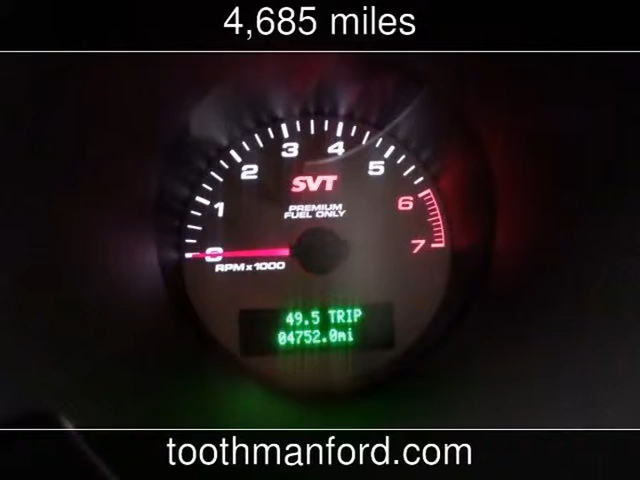 4,685 miles
0 1 2 3 4 5 6 7
SVT
PREMIUM
FUEL ONLY
RPM x 1000
49.5 TRIP
04752.0mi
toothmanford.com